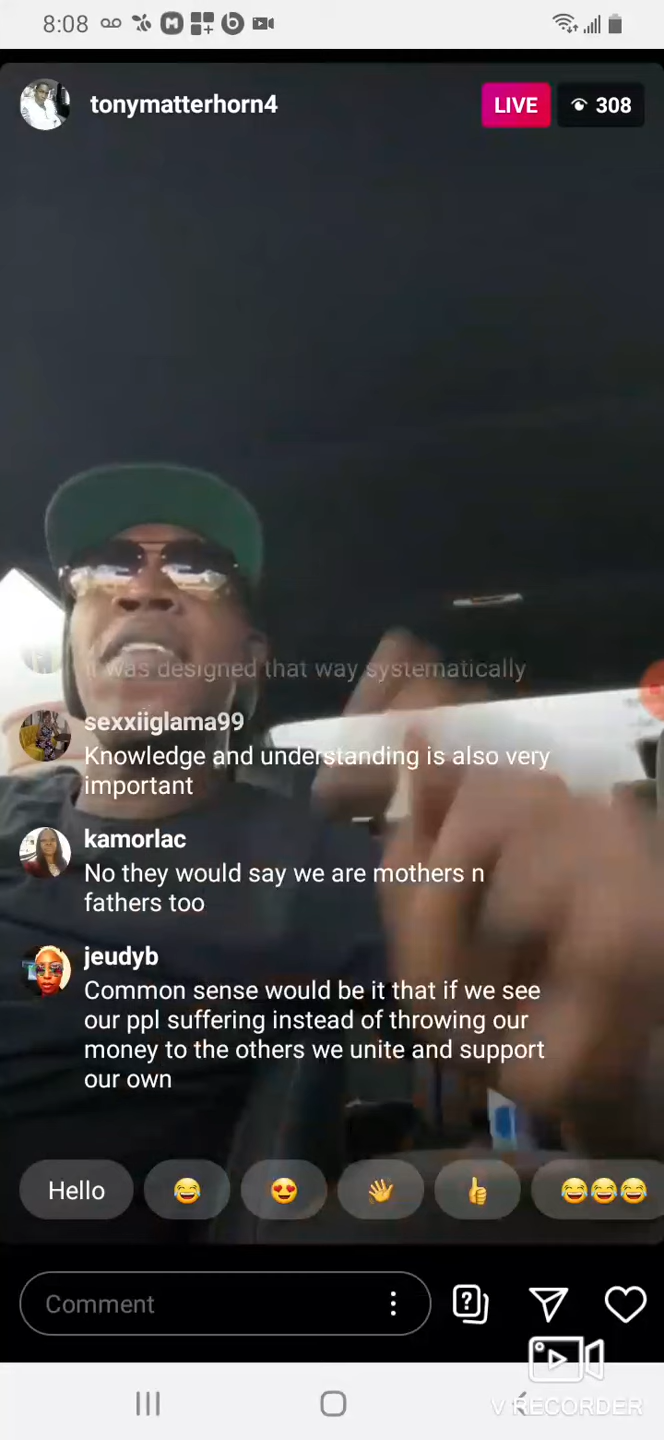 8:08
tonymatterhorn4
LIVE
308
It was designed that way systematically
sexxiiglama99
Knowledge and understanding is also very
important
kamorlac
No they would say we are mothers n
fathers too
jeudyb
Common sense would be it that if we see
our ppl suffering instead of throwing our
money to the others we unite and support
our own
Hello 😂 😍 👋 👍 😂😂😂
Comment
V RECORDER